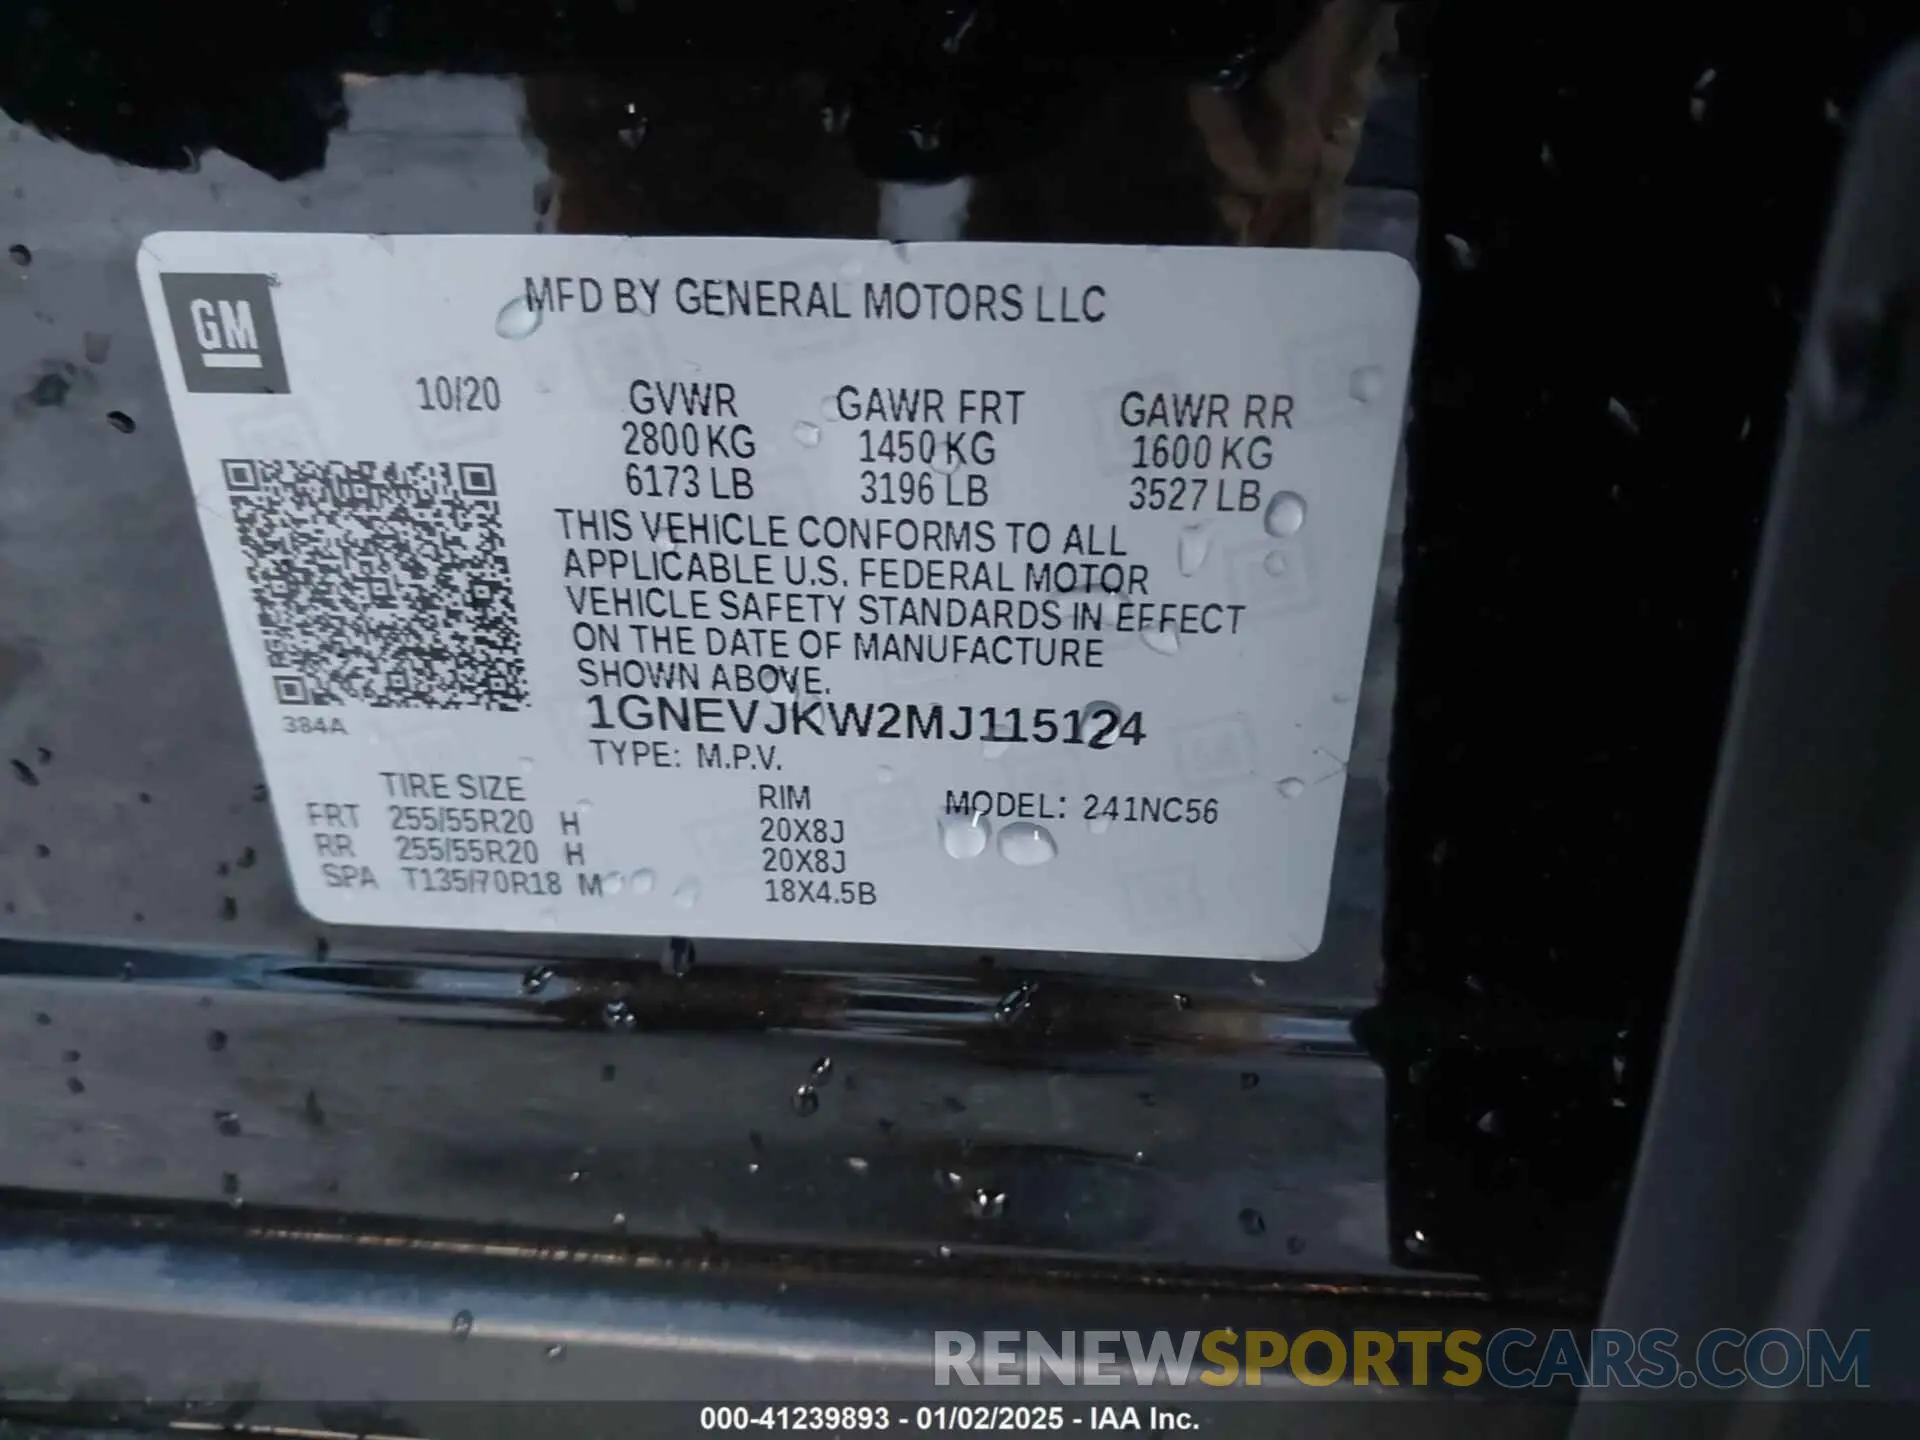 GM
MFD BY GENERAL MOTORS LLC
10/20 GVWR GAWR FRT GAWR RR
2800 KG 1450 KG 1600 KG
6173 LB 3196 LB 3527 LB
THIS VEHICLE CONFORMS TO ALL
APPLICABLE U.S. FEDERAL MOTOR
VEHICLE SAFETY STANDARDS IN EFFECT
ON THE DATE OF MANUFACTURE
SHOWN ABOVE.
1GNEVJKW2MJ115124
384A
TYPE: M.P.V.
TIRE SIZE RIM MODEL: 241NC56
FRT 255/55R20 H 20X8J
RR 255/55R20 H 20X8J
SPA T135/70R18 M 18X4.5B
RENEWSPORTSCARS.COM
000-41239893 - 01/02/2025 - IAA Inc.